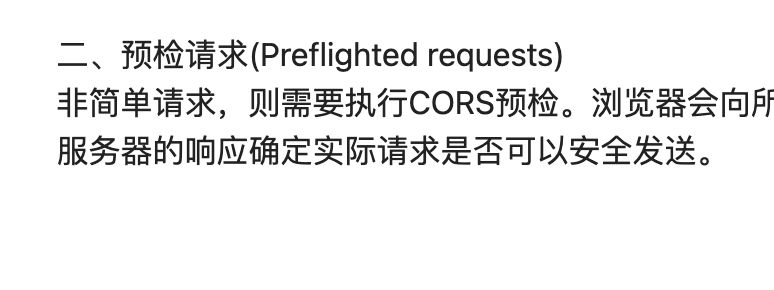 二、预检请求(Preflighted requests)
非简单请求，则需要执行CORS预检。浏览器会向所
服务器的响应确定实际请求是否可以安全发送。